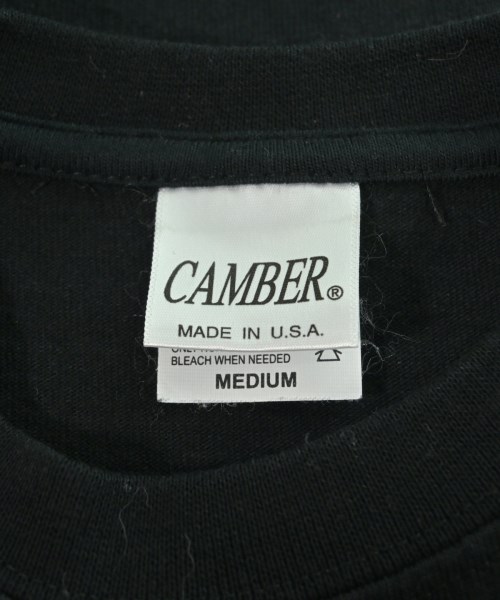 CAMBER®
MADE IN U.S.A.
BLEACH WHEN NEEDED
MEDIUM